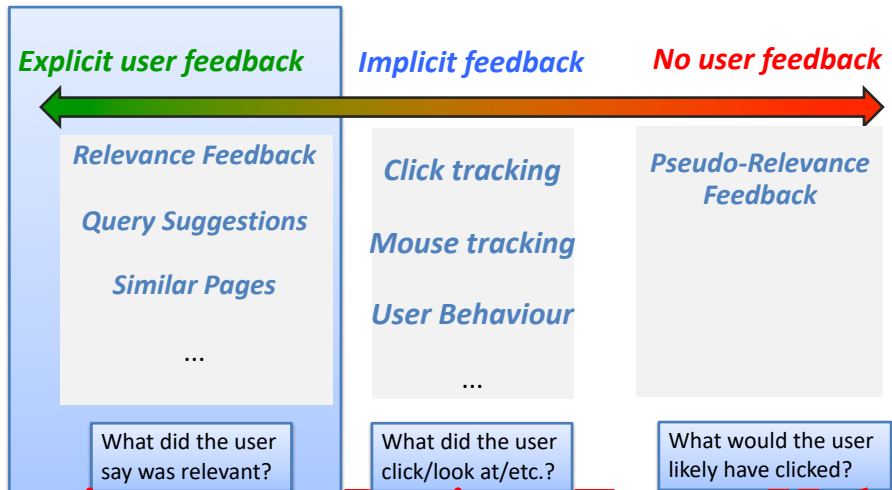 Explicit user feedback
Implicit feedback
No user feedback
Relevance Feedback
Query Suggestions
Similar Pages
...
Click tracking
Mouse tracking
User Behaviour
...
Pseudo-Relevance
Feedback
What did the user
say was relevant?
What did the user
click/look at/etc.?
What would the user
likely have clicked?